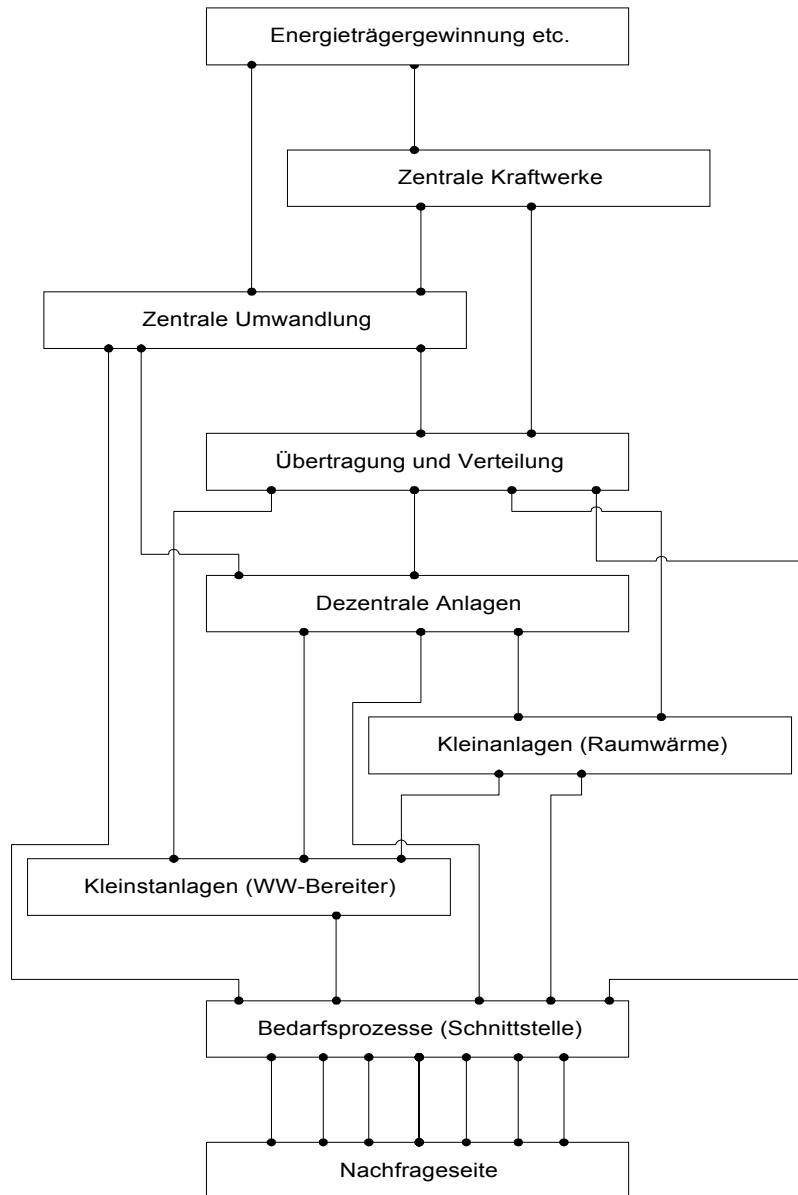 Energieträgergewinnung etc.
Zentrale Kraftwerke
Zentrale Umwandlung
Übertragung und Verteilung
Dezentrale Anlagen
Kleinanlagen (Raumwärme)
Kleinstanlagen (WW-Bereiter)
Bedarfsprozesse (Schnittstelle)
Nachfrageseite